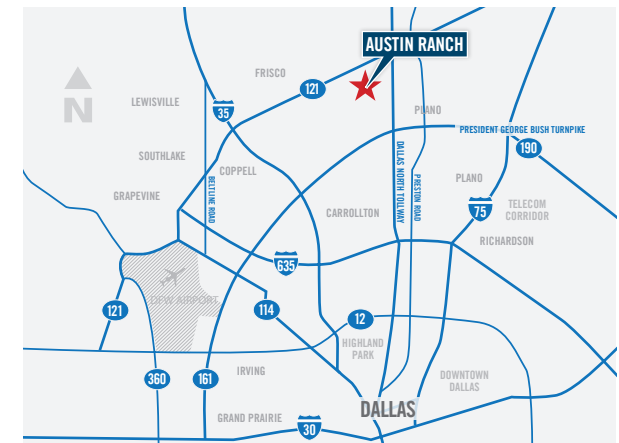 AUSTIN RANCH
FRISCO
121
N
LEWISVILLE
35
PLANO
PRESIDENT GEORGE BUSH TURNPIKE
190
SOUTHLAKE
COPPELL
BELTLINE ROAD
DALLAS NORTH TOLLWAY
PRESTON ROAD
PLANO
GRAPEVINE
CARROLLTON
75
TELECOM
CORRIDOR
RICHARDSON
635
DFW AIRPORT
121
114
12
HIGHLAND
PARK
360
161
IRVING
DOWNTOWN
DALLAS
DALLAS
GRAND PRAIRIE
30